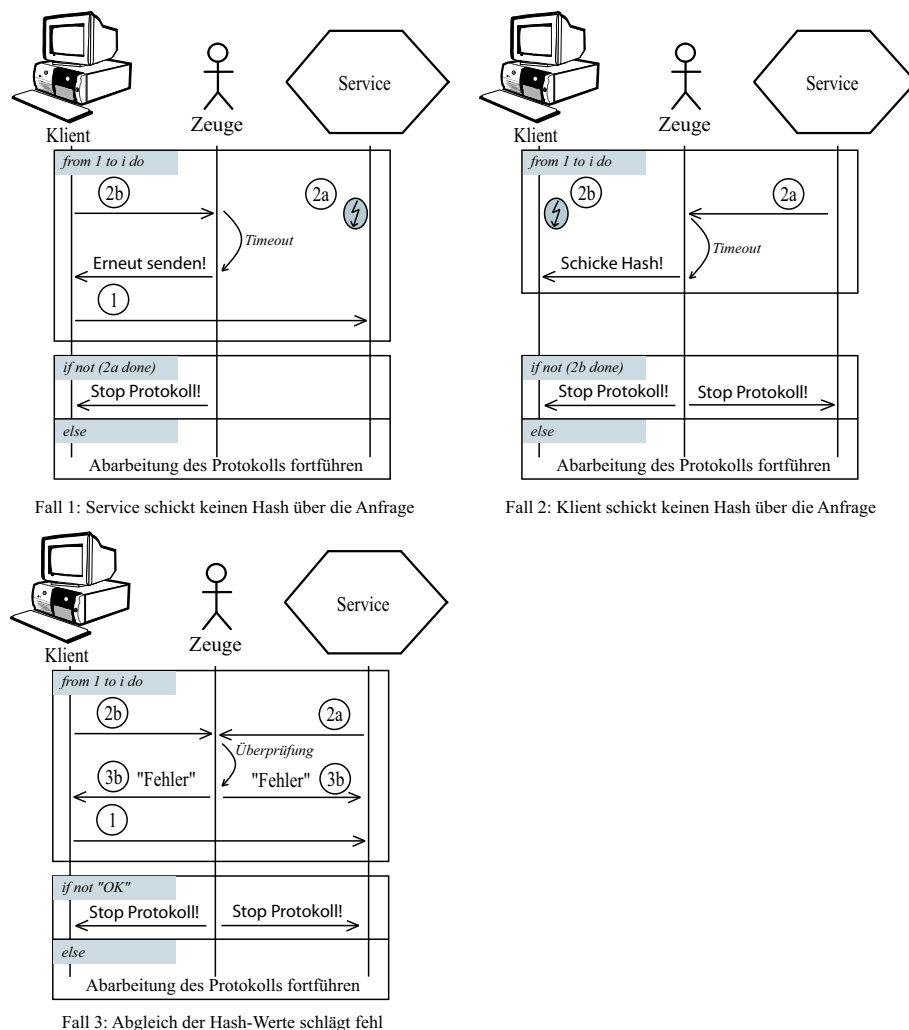 Klient
Zeuge
Service
from 1 to i do
2b
2a
Timeout
Erneut senden!
1
if not (2a done)
Stop Protokoll!
else
Abarbeitung des Protokolls fortführen
Fall 1: Service schickt keinen Hash über die Anfrage
Klient
Zeuge
Service
from 1 to i do
2b
2a
Timeout
Schicke Hash!
if not (2b done)
Stop Protokoll!
Stop Protokoll!
else
Abarbeitung des Protokolls fortführen
Fall 2: Klient schickt keinen Hash über die Anfrage
Klient
Zeuge
Service
from 1 to i do
2b
2a
Überprüfung
3b "Fehler"
"Fehler" 3b
1
if not "OK"
Stop Protokoll!
Stop Protokoll!
else
Abarbeitung des Protokolls fortführen
Fall 3: Abgleich der Hash-Werte schlägt fehl